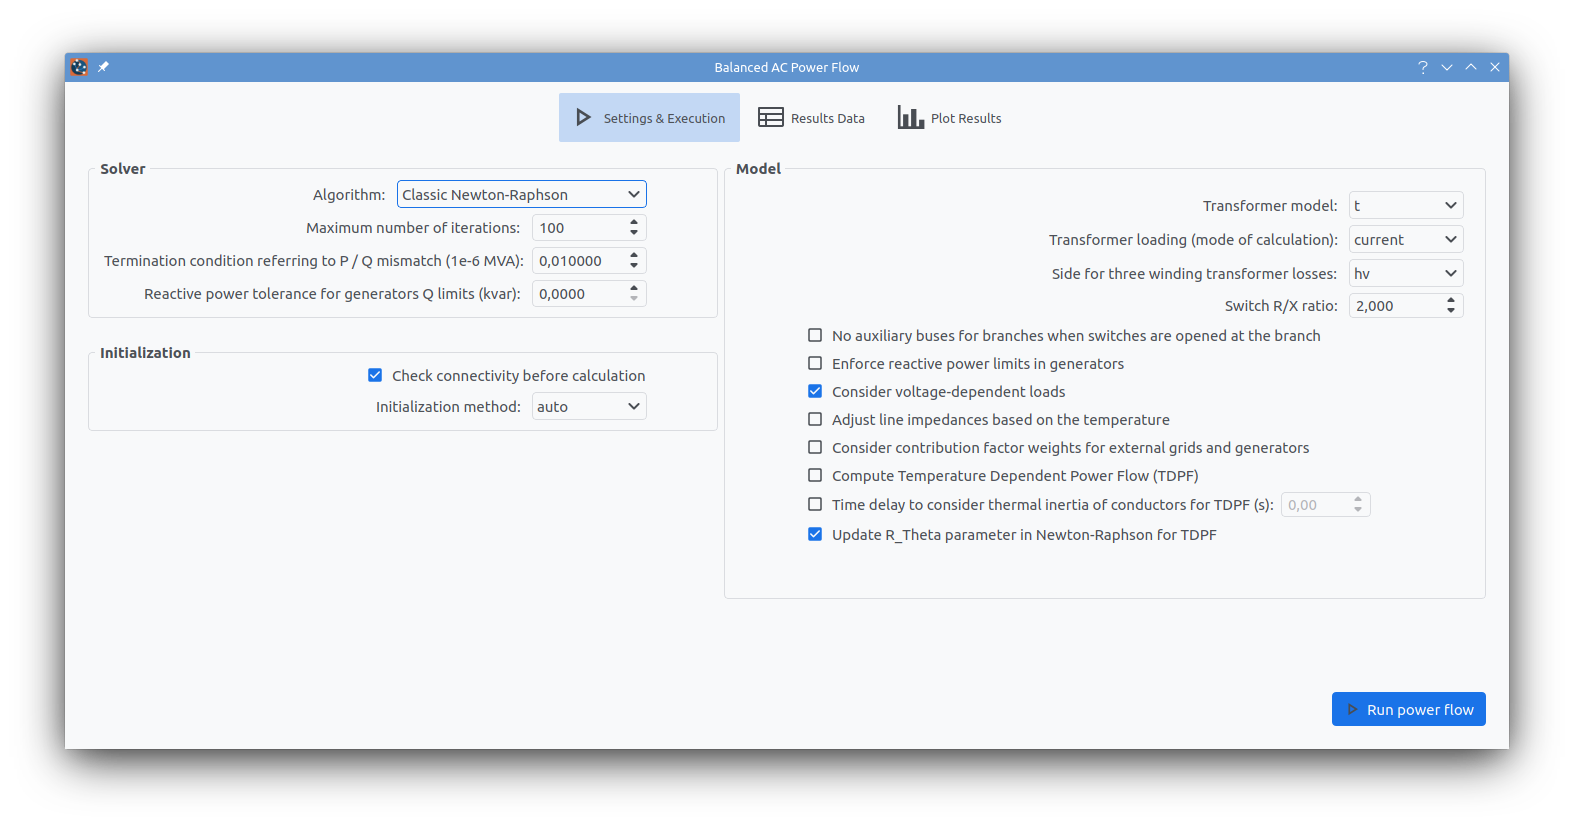 Balanced AC Power Flow
Settings & Execution
Results Data
Plot Results
Solver
Algorithm: Classic Newton-Raphson
Maximum number of iterations: 100
Termination condition referring to P / Q mismatch (1e-6 MVA): 0,010000
Reactive power tolerance for generators Q limits (kvar): 0,0000
Initialization
Check connectivity before calculation
Initialization method: auto
Model
Transformer model: t
Transformer loading (mode of calculation): current
Side for three winding transformer losses: hv
Switch R/X ratio: 2,000
No auxiliary buses for branches when switches are opened at the branch
Enforce reactive power limits in generators
Consider voltage-dependent loads
Adjust line impedances based on the temperature
Consider contribution factor weights for external grids and generators
Compute Temperature Dependent Power Flow (TDPF)
Time delay to consider thermal inertia of conductors for TDPF (s): 0,00
Update R_Theta parameter in Newton-Raphson for TDPF
Run power flow